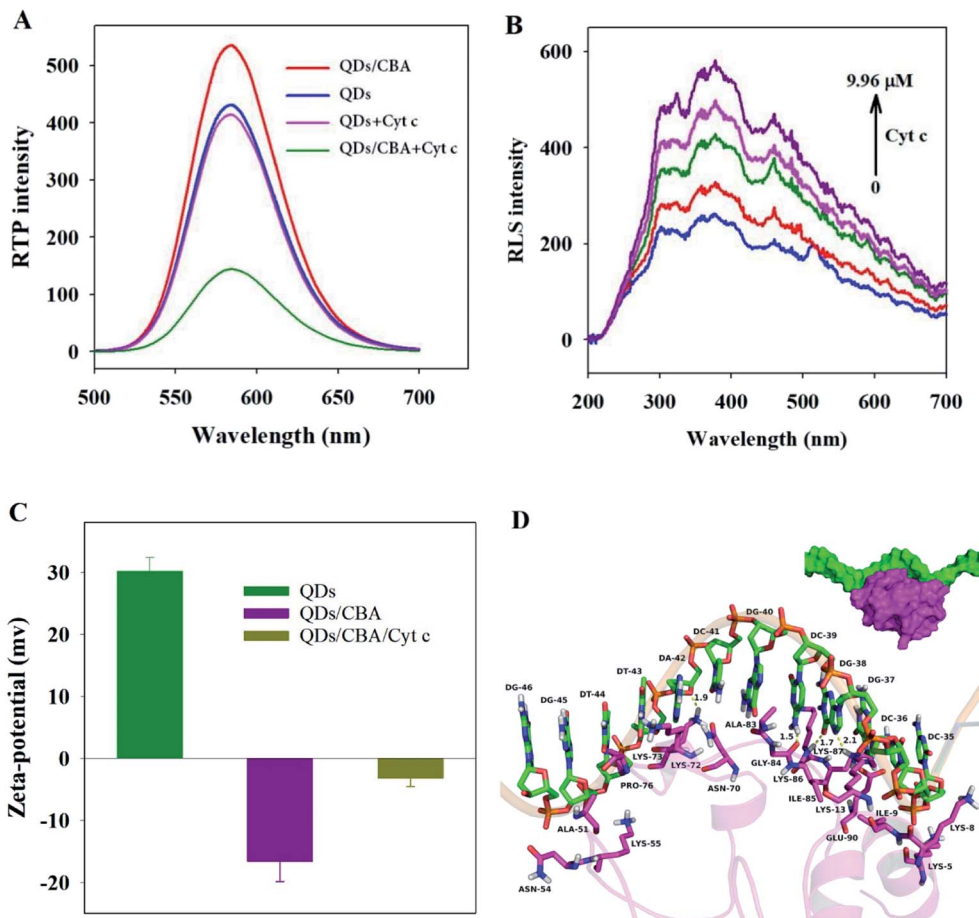 A
500
400
300
200
100
0
RTP intensity
QDs/CBA
QDs
QDs+Cyt c
QDs/CBA+Cyt c
500 550 600 650 700
Wavelength (nm)
B
600
400
200
0
RLS intensity
9.96 μM
Cyt c
0
200 300 400 500 600 700
Wavelength (nm)
C
30
20
10
0
-10
-20
Zeta-potential (mv)
QDs
QDs/CBA
QDs/CBA/Cyt c
D
DG-40
DC-41
DC-39
DA-42
DG-38
DT-43
DG-37
DT-44
DG-45
DG-46
1.9
ALA-83
DC-36
DC-35
1.5
1.7
2.1
LYS-73
LYS-72
LYS-87
GLY-84
PRO-76
ASN-70
LYS-86
ILE-85
LYS-13
ILE-9
ALA-51
LYS-55
GLU-90
LYS-8
LYS-5
ASN-54